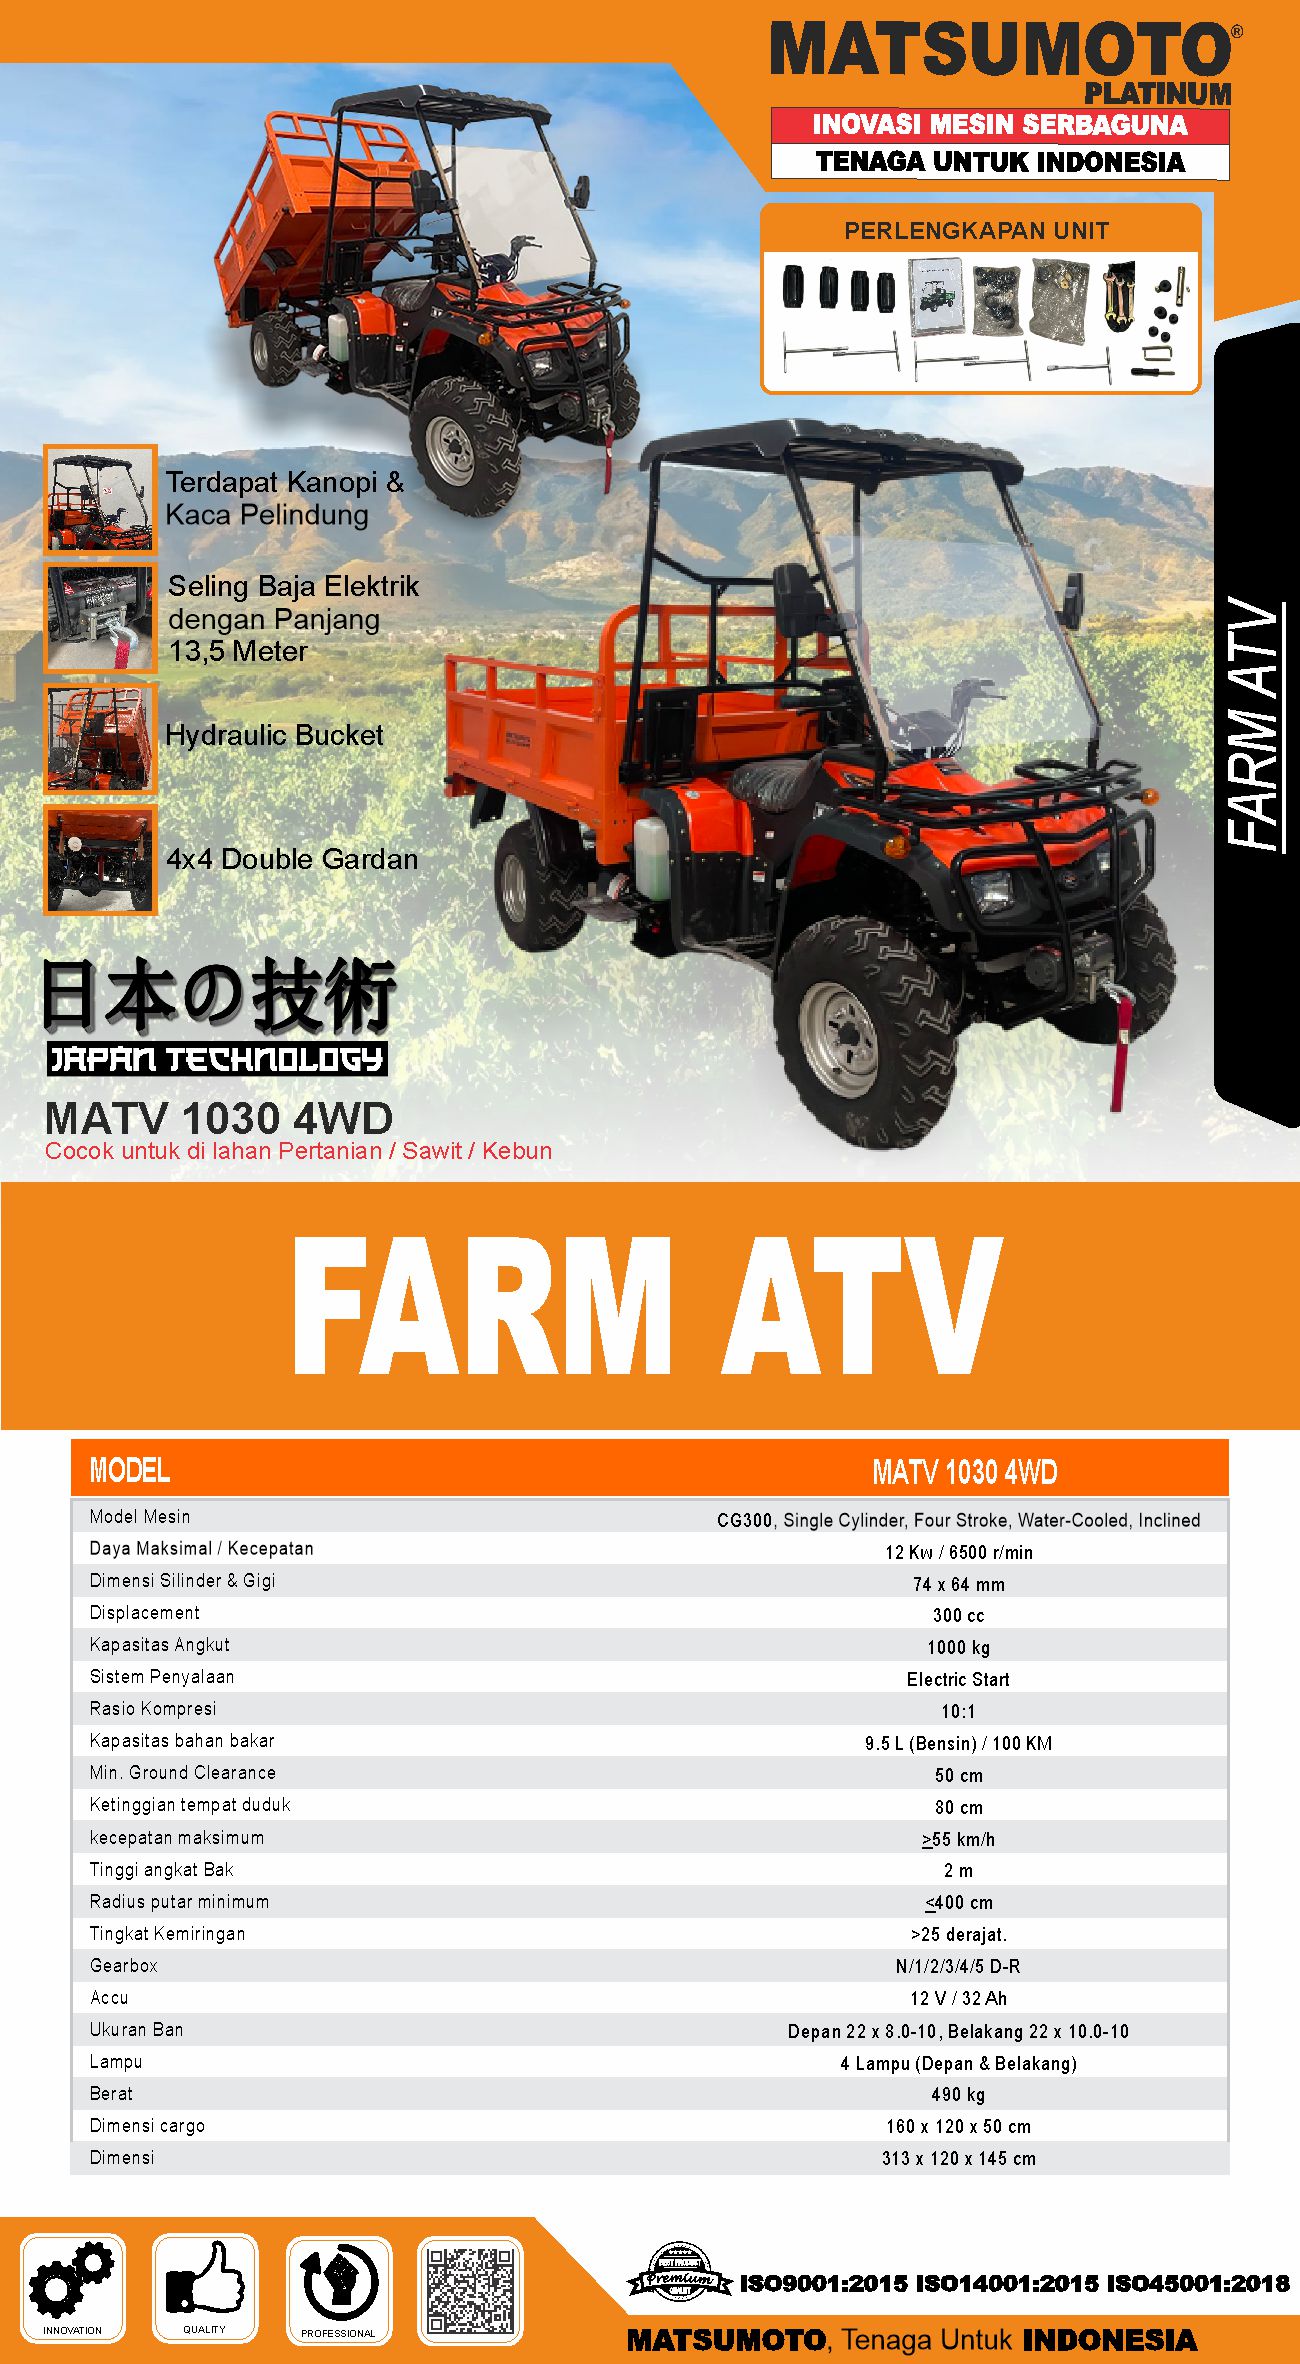 MATSUMOTO®
PLATINUM
INOVASI MESIN SERBAGUNA
TENAGA UNTUK INDONESIA
PERLENGKAPAN UNIT
Terdapat Kanopi &
Kaca Pelindung
Seling Baja Elektrik
dengan Panjang
13,5 Meter
Hydraulic Bucket
4x4 Double Gardan
FARM ATV
日本の技術
JAPAN TECHNOLOGY
MATV 1030 4WD
Cocok untuk di lahan Pertanian / Sawit / Kebun
FARM ATV
MODEL MATV 1030 4WD
Model Mesin CG300, Single Cylinder, Four Stroke, Water-Cooled, Inclined
Daya Maksimal / Kecepatan 12 Kw / 6500 r/min
Dimensi Silinder & Gigi 74 x 64 mm
Displacement 300 cc
Kapasitas Angkut 1000 kg
Sistem Penyalaan Electric Start
Rasio Kompresi 10:1
Kapasitas bahan bakar 9.5 L (Bensin) / 100 KM
Min. Ground Clearance 50 cm
Ketinggian tempat duduk 80 cm
kecepatan maksimum ≥55 km/h
Tinggi angkat Bak 2 m
Radius putar minimum ≤400 cm
Tingkat Kemiringan >25 derajat.
Gearbox N/1/2/3/4/5 D-R
Accu 12 V / 32 Ah
Ukuran Ban Depan 22 x 8.0-10, Belakang 22 x 10.0-10
Lampu 4 Lampu (Depan & Belakang)
Berat 490 kg
Dimensi cargo 160 x 120 x 50 cm
Dimensi 313 x 120 x 145 cm
INNOVATION
QUALITY
PROFESSIONAL
Premium
ISO9001:2015 ISO14001:2015 ISO45001:2018
MATSUMOTO, Tenaga Untuk INDONESIA